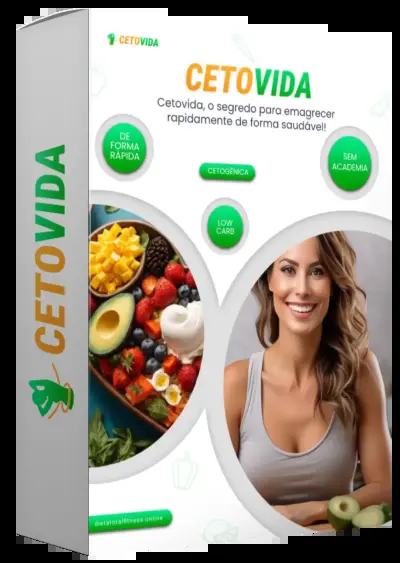 CETOVIDA
CETOVIDA
Cetovida, o segredo para emagrecer
rapidamente de forma saudável!
DE
FORMA
RÁPIDA
SEM
ACADEMIA
CETOGÊNICA
LOW
CARB
CETOVIDA